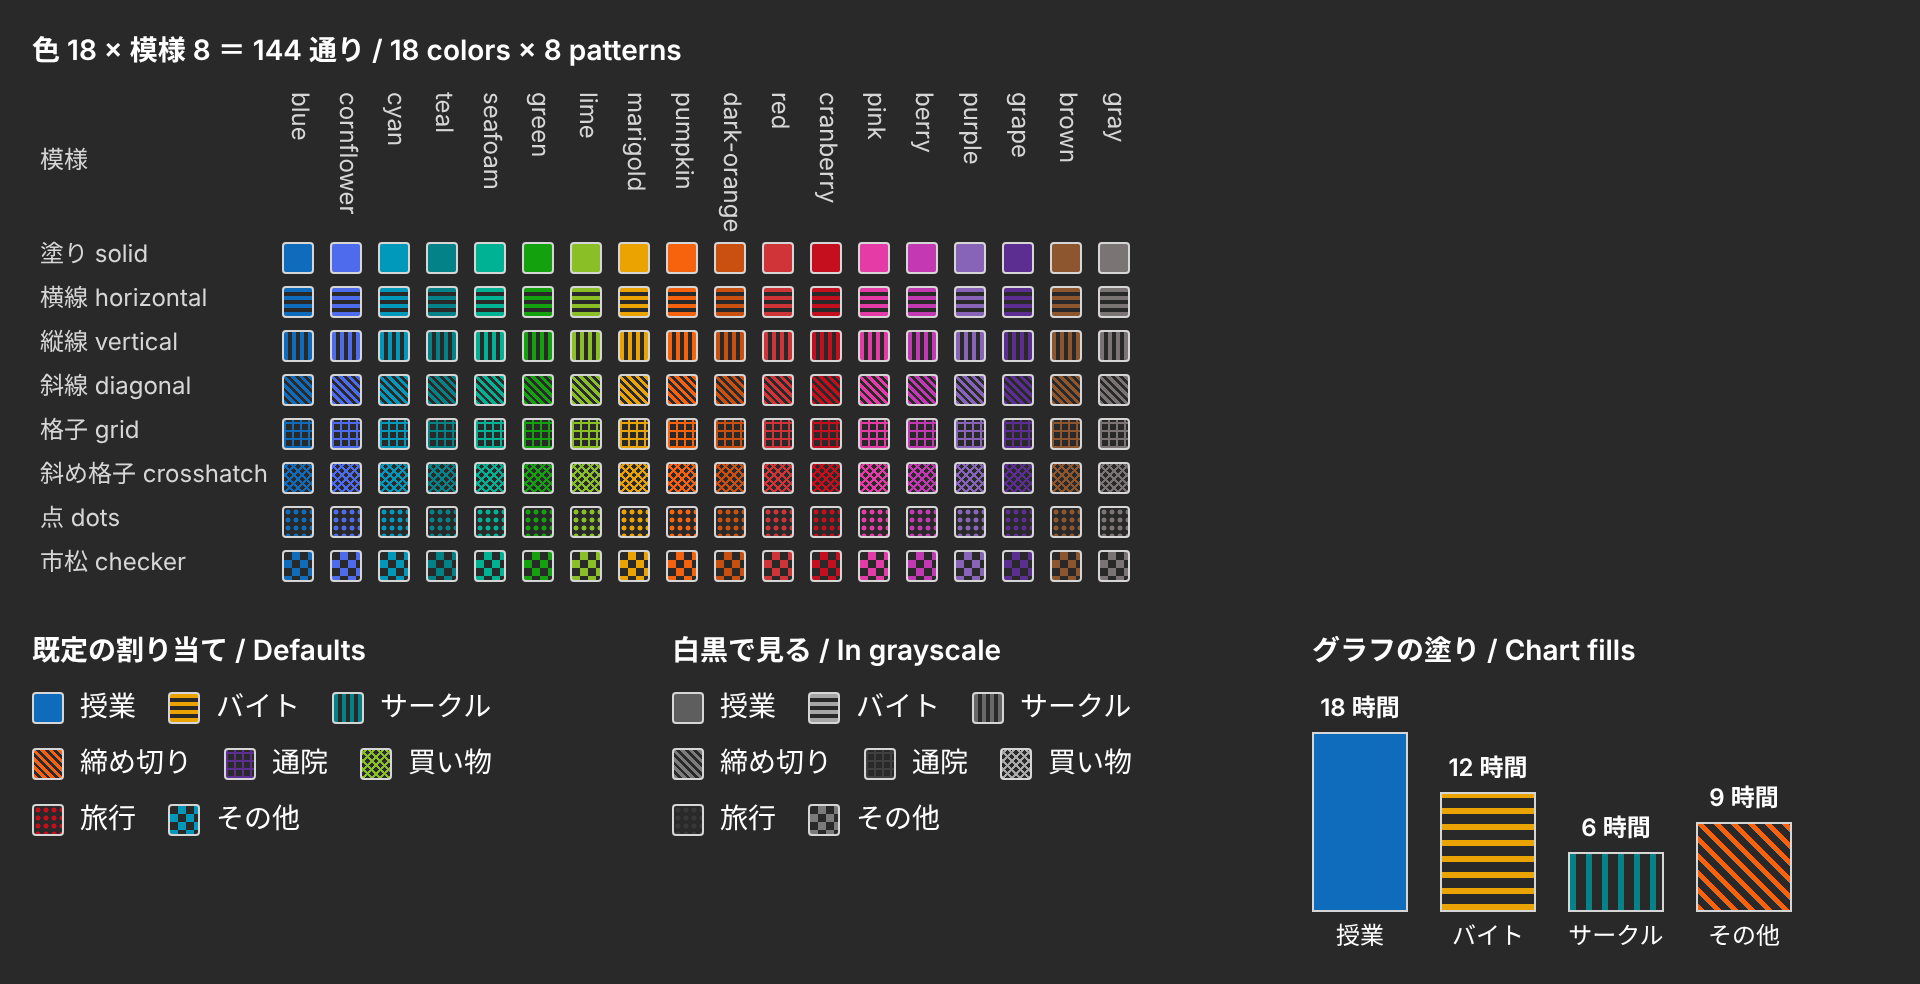 色 18 × 模様 8 ＝ 144 通り / 18 colors × 8 patterns
模様
blue
cornflower
cyan
teal
seafoam
green
lime
marigold
pumpkin
dark-orange
red
cranberry
pink
berry
purple
grape
brown
gray
塗り solid
横線 horizontal
縦線 vertical
斜線 diagonal
格子 grid
斜め格子 crosshatch
点 dots
市松 checker
既定の割り当て / Defaults
授業 バイト サークル
締め切り 通院 買い物
旅行 その他
白黒で見る / In grayscale
授業 バイト サークル
締め切り 通院 買い物
旅行 その他
グラフの塗り / Chart fills
18 時間
12 時間
6 時間
9 時間
授業 バイト サークル その他